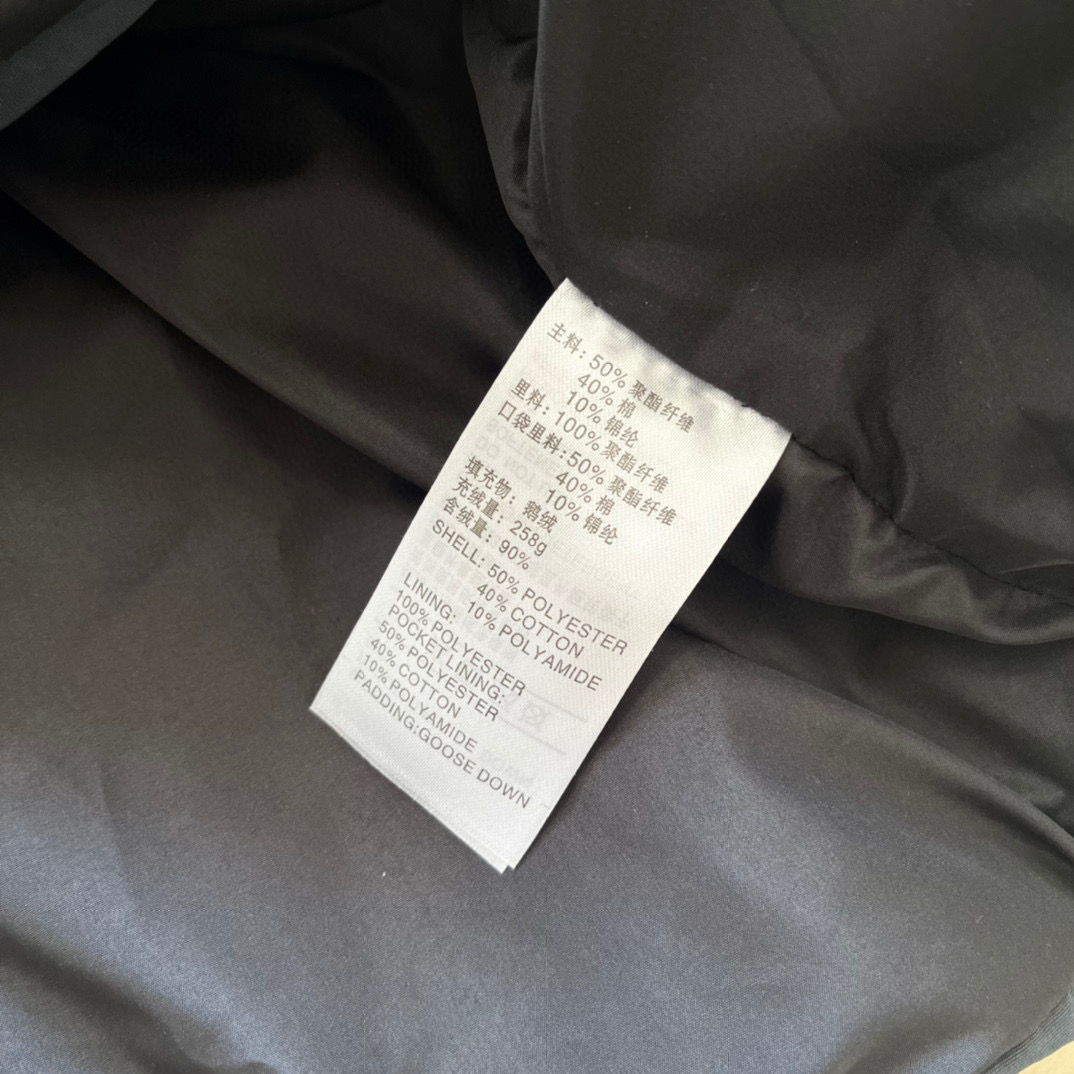 主料: 50% 聚酯纤维
40% 棉
10% 锦纶
里料: 100% 聚酯纤维
口袋里料: 50% 聚酯纤维
40% 棉
10% 锦纶
填充物: 鹅绒
充绒量: 258g
含绒量: 90%
SHELL: 50% POLYESTER
40% COTTON
10% POLYAMIDE
LINING:
100% POLYESTER
POCKET LINING:
50% POLYESTER
40% COTTON
10% POLYAMIDE
PADDING:GOOSE DOWN